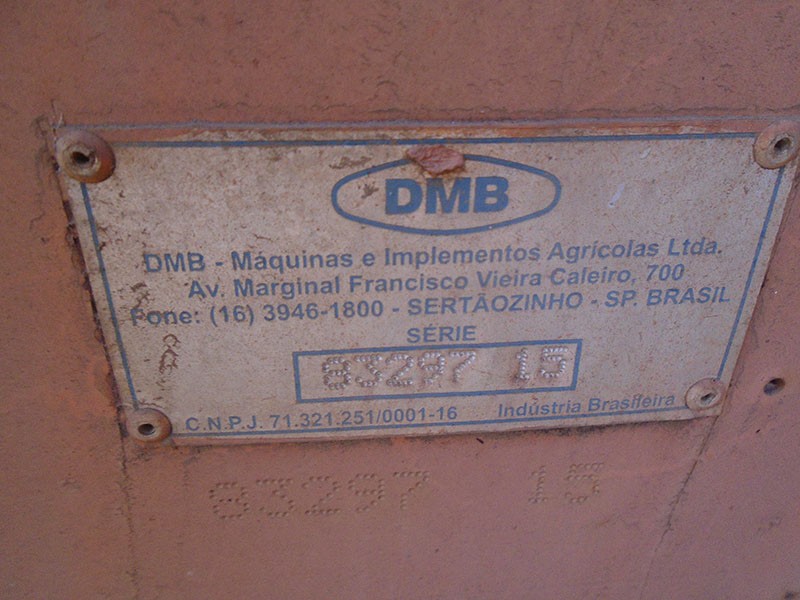 DMB
DMB - Máquinas e Implementos Agrícolas Ltda.
Av. Marginal Francisco Vieira Caleiro, 700
Fone: (16) 3946-1800 - SERTÃOZINHO - SP. BRASIL
SÉRIE
83297 15
C.N.P.J. 71.321.251/0001-16 Indústria Brasileira
83297 15